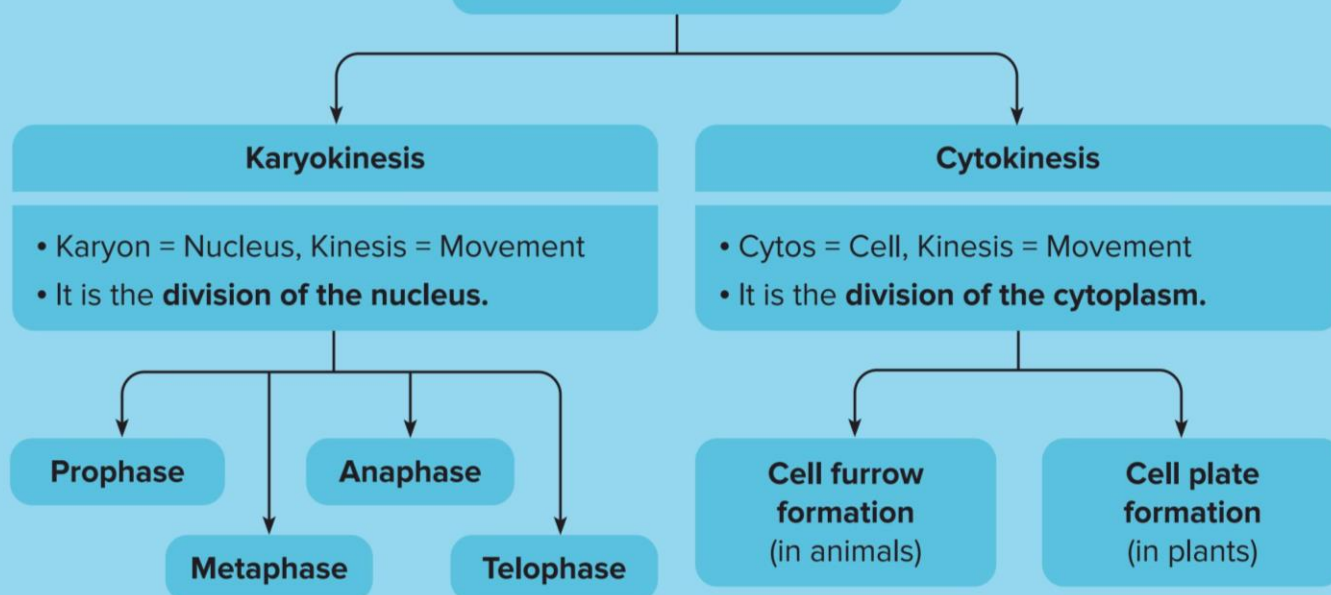 Karyokinesis
• Karyon = Nucleus, Kinesis = Movement
• It is the division of the nucleus.
Cytokinesis
• Cytos = Cell, Kinesis = Movement
• It is the division of the cytoplasm.
Prophase
Anaphase
Metaphase
Telophase
Cell furrow
formation
(in animals)
Cell plate
formation
(in plants)